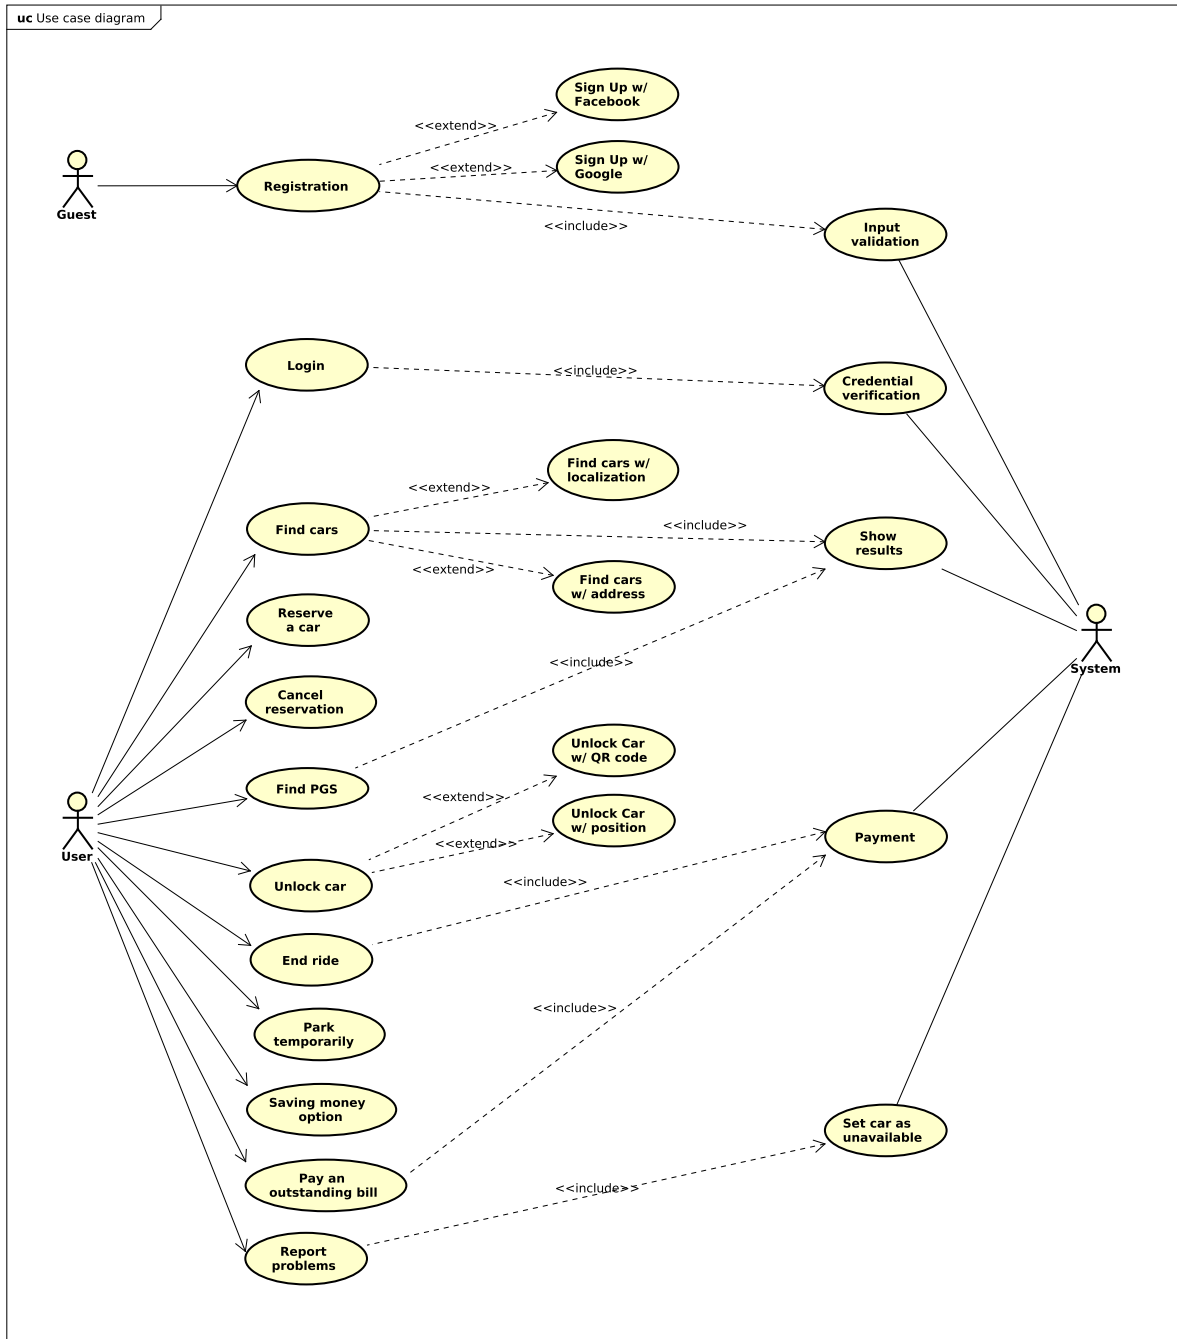 uc Use case diagram
Sign Up w/
Facebook
<<extend>>
Sign Up w/
Google
<<extend>>
Registration
Guest
<<include>>
Input
validation
Login
<<include>>
Credential
verification
Find cars w/
localization
<<extend>>
Find cars
<<include>>
Show
results
<<extend>>
Find cars
w/ address
Reserve
a car
<<include>>
System
Cancel
reservation
Unlock Car
w/ QR code
Find PGS
<<extend>>
Unlock Car
w/ position
<<extend>>
Payment
User
Unlock car
<<include>>
End ride
<<include>>
Park
temporarily
Saving money
option
Set car as
unavailable
Pay an
outstanding bill
<<include>>
Report
problems